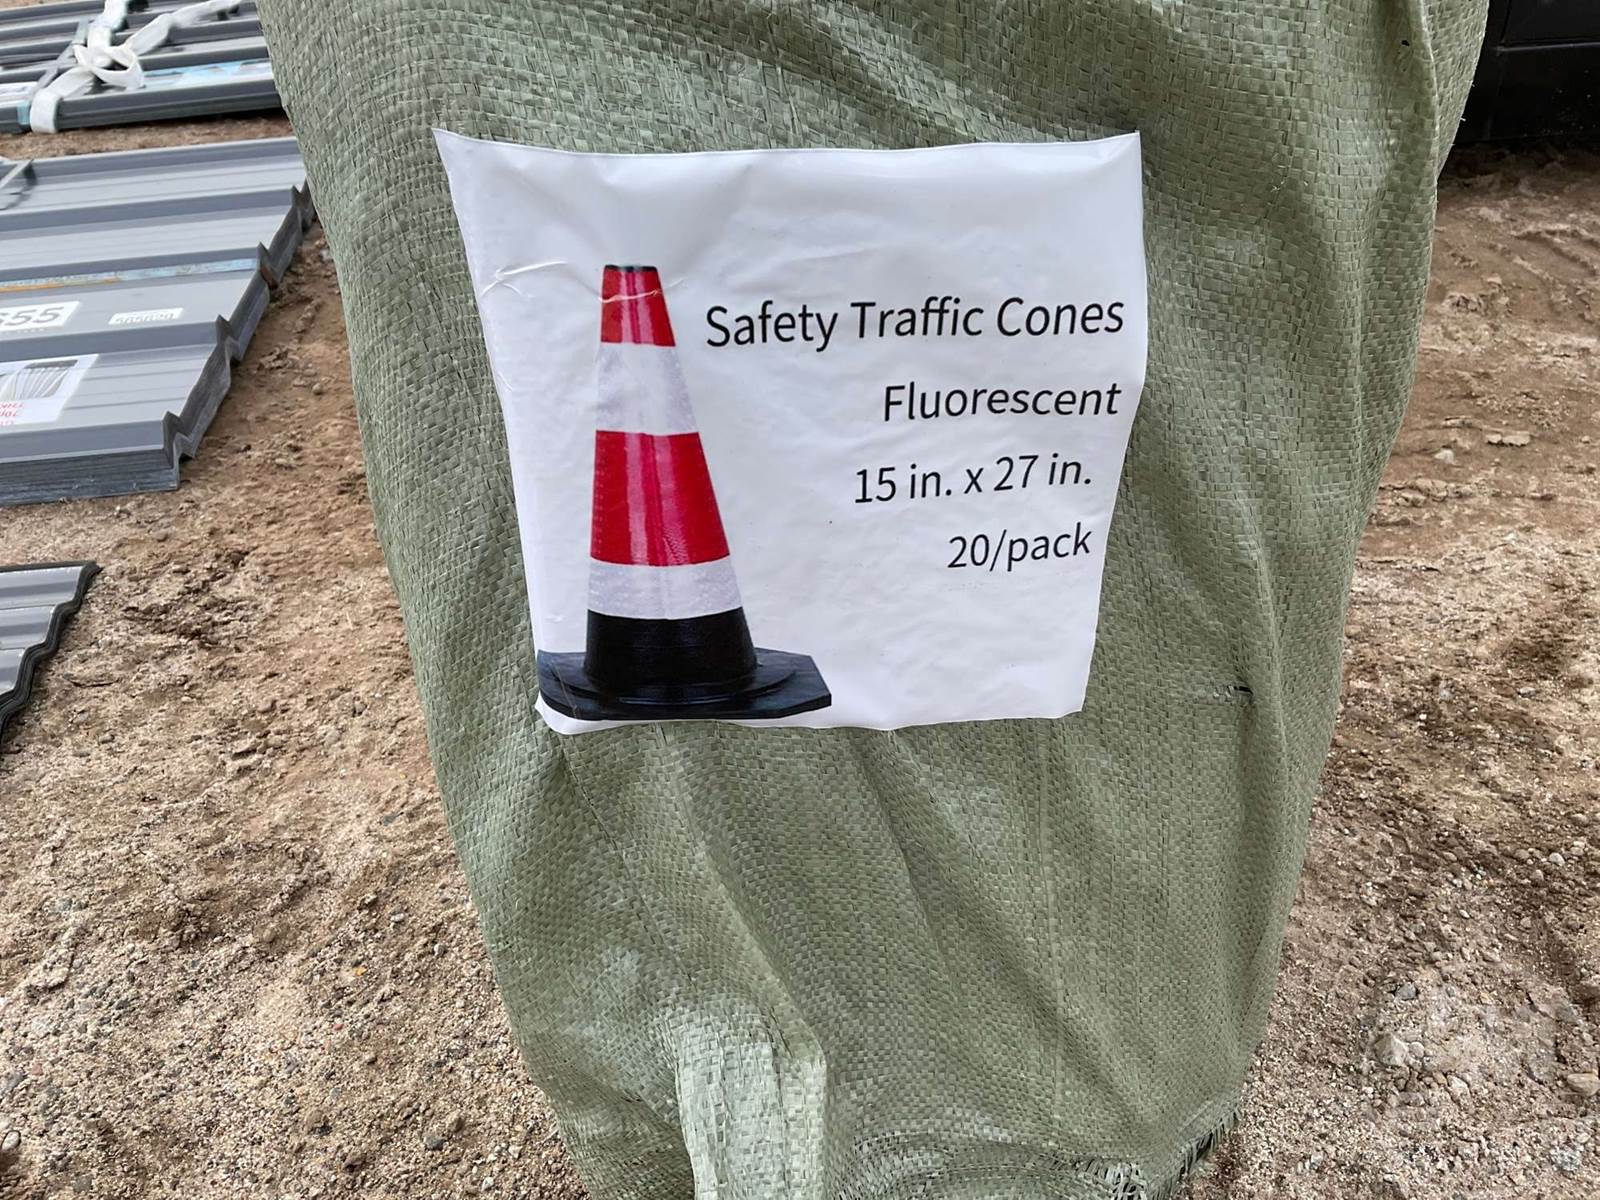 Safety Traffic Cones
Fluorescent
15 in. x 27 in.
20/pack